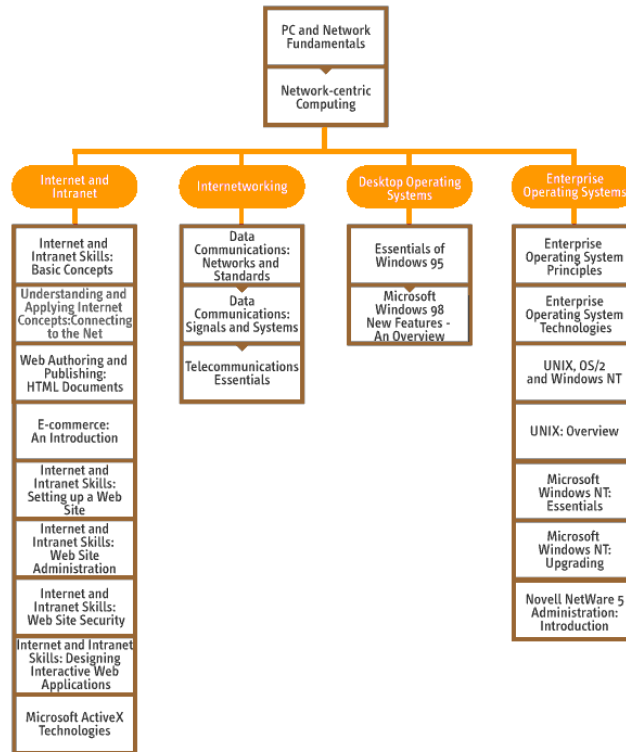 PC and Network
Fundamentals
Network-centric
Computing
Internet and
Intranet
Internetworking
Desktop Operating
Systems
Enterprise
Operating Systems
Internet and
Intranet Skills:
Basic Concepts
Understanding and
Applying Internet
Concepts:Connecting
to the Net
Web Authoring and
Publishing:
HTML Documents
E-commerce:
An Introduction
Internet and
Intranet Skills:
Setting up a Web
Site
Internet and
Intranet Skills:
Web Site
Administration
Internet and
Intranet Skills:
Web Site Security
Internet and Intranet
Skills: Designing
Interactive Web
Applications
Microsoft ActiveX
Technologies
Data
Communications:
Networks and
Standards
Data
Communications:
Signals and Systems
Telecommunications
Essentials
Essentials of
Windows 95
Microsoft
Windows 98
New Features -
An Overview
Enterprise
Operating System
Principles
Enterprise
Operating System
Technologies
UNIX, OS/2
and Windows NT
UNIX: Overview
Microsoft
Windows NT:
Essentials
Microsoft
Windows NT:
Upgrading
Novell NetWare 5
Administration:
Introduction